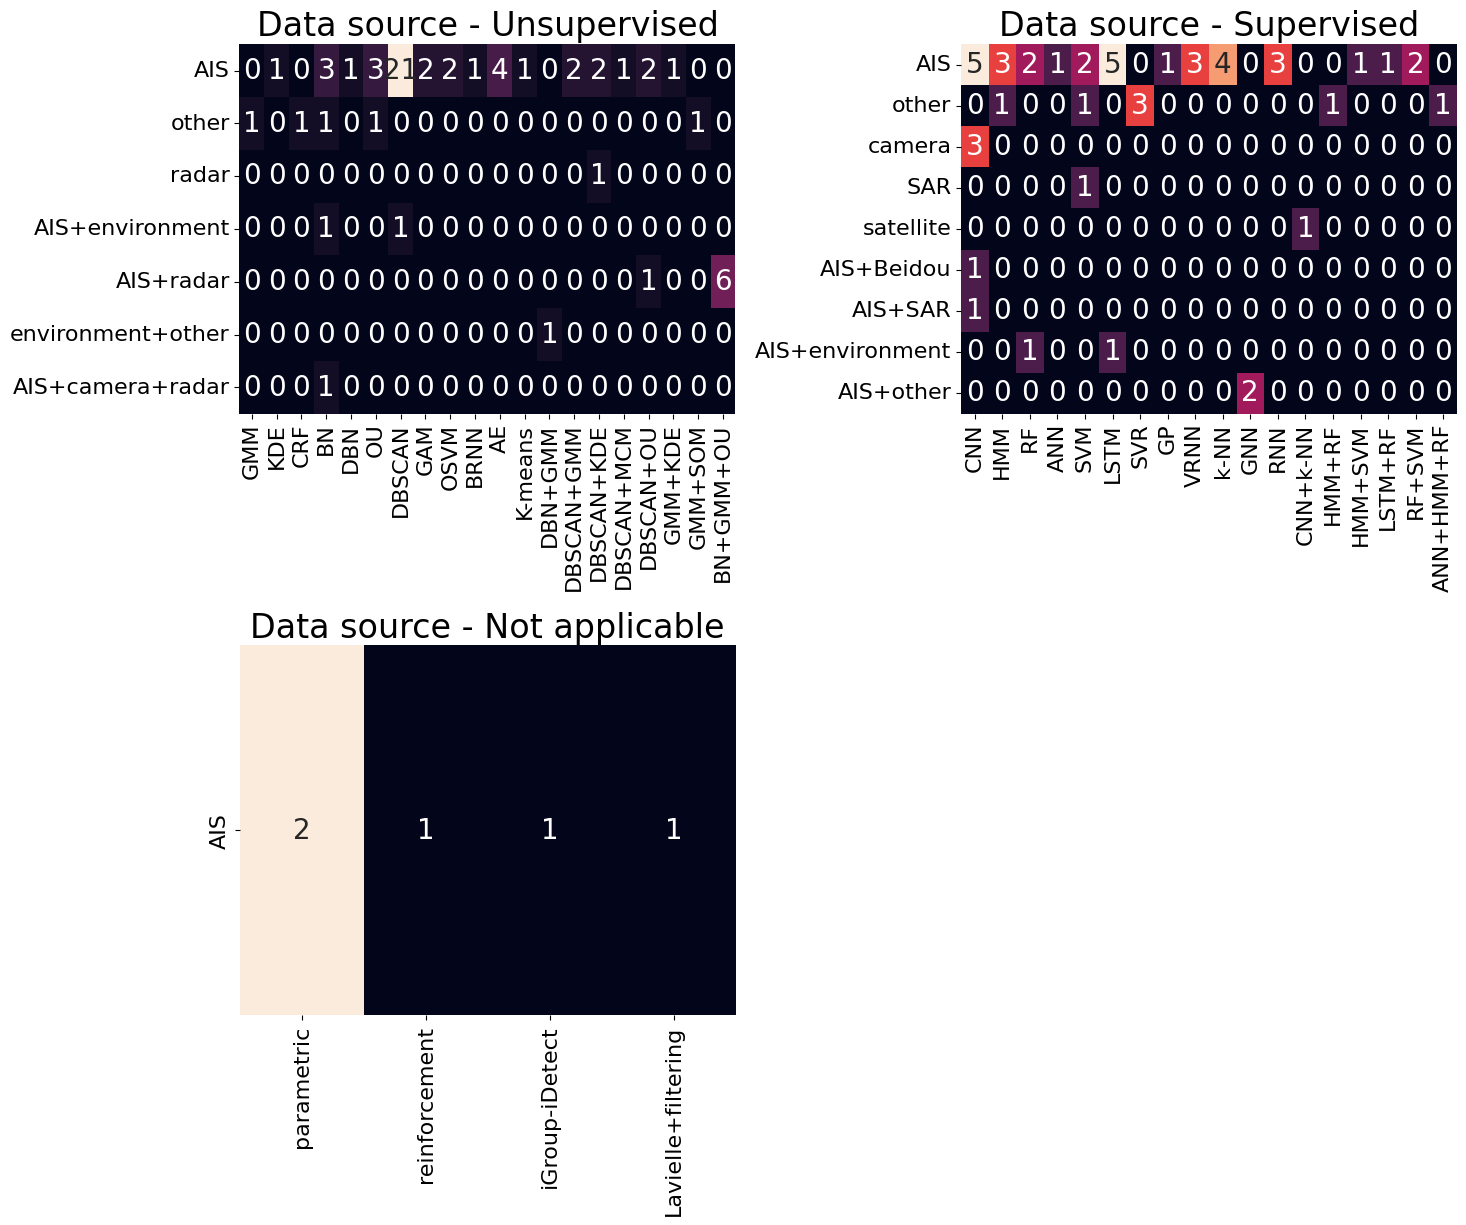 Data source - Unsupervised
AIS 0 1 0 3 1 3 21 2 2 1 4 1 0 2 2 1 2 1 0 0
other 1 0 1 1 0 1 0 0 0 0 0 0 0 0 0 0 0 0 1 0
radar 0 0 0 0 0 0 0 0 0 0 0 0 0 0 1 0 0 0 0 0
AIS+environment 0 0 0 1 0 0 1 0 0 0 0 0 0 0 0 0 0 0 0 0
AIS+radar 0 0 0 0 0 0 0 0 0 0 0 0 0 0 0 0 1 0 0 6
environment+other 0 0 0 0 0 0 0 0 0 0 0 0 1 0 0 0 0 0 0 0
AIS+camera+radar 0 0 0 1 0 0 0 0 0 0 0 0 0 0 0 0 0 0 0 0
GMM
KDE
CRF
BN
DBN
OU
DBSCAN
GAM
OSVM
BRNN
AE
K-means
DBN+GMM
DBSCAN+GMM
DBSCAN+KDE
DBSCAN+MCM
DBSCAN+OU
GMM+KDE
GMM+SOM
BN+GMM+OU
Data source - Supervised
AIS 5 3 2 1 2 5 0 1 3 4 0 3 0 0 1 1 2 0
other 0 1 0 0 1 0 3 0 0 0 0 0 0 1 0 0 0 1
camera 3 0 0 0 0 0 0 0 0 0 0 0 0 0 0 0 0 0
SAR 0 0 0 0 1 0 0 0 0 0 0 0 0 0 0 0 0 0
satellite 0 0 0 0 0 0 0 0 0 0 0 0 1 0 0 0 0 0
AIS+Beidou 1 0 0 0 0 0 0 0 0 0 0 0 0 0 0 0 0 0
AIS+SAR 1 0 0 0 0 0 0 0 0 0 0 0 0 0 0 0 0 0
AIS+environment 0 0 1 0 0 1 0 0 0 0 0 0 0 0 0 0 0 0
AIS+other 0 0 0 0 0 0 0 0 0 0 2 0 0 0 0 0 0 0
CNN
HMM
RF
ANN
SVM
LSTM
SVR
GP
VRNN
k-NN
GNN
RNN
CNN+k-NN
HMM+RF
HMM+SVM
LSTM+RF
RF+SVM
ANN+HMM+RF
Data source - Not applicable
AIS 2 1 1 1
parametric
reinforcement
iGroup-iDetect
Lavielle+filtering